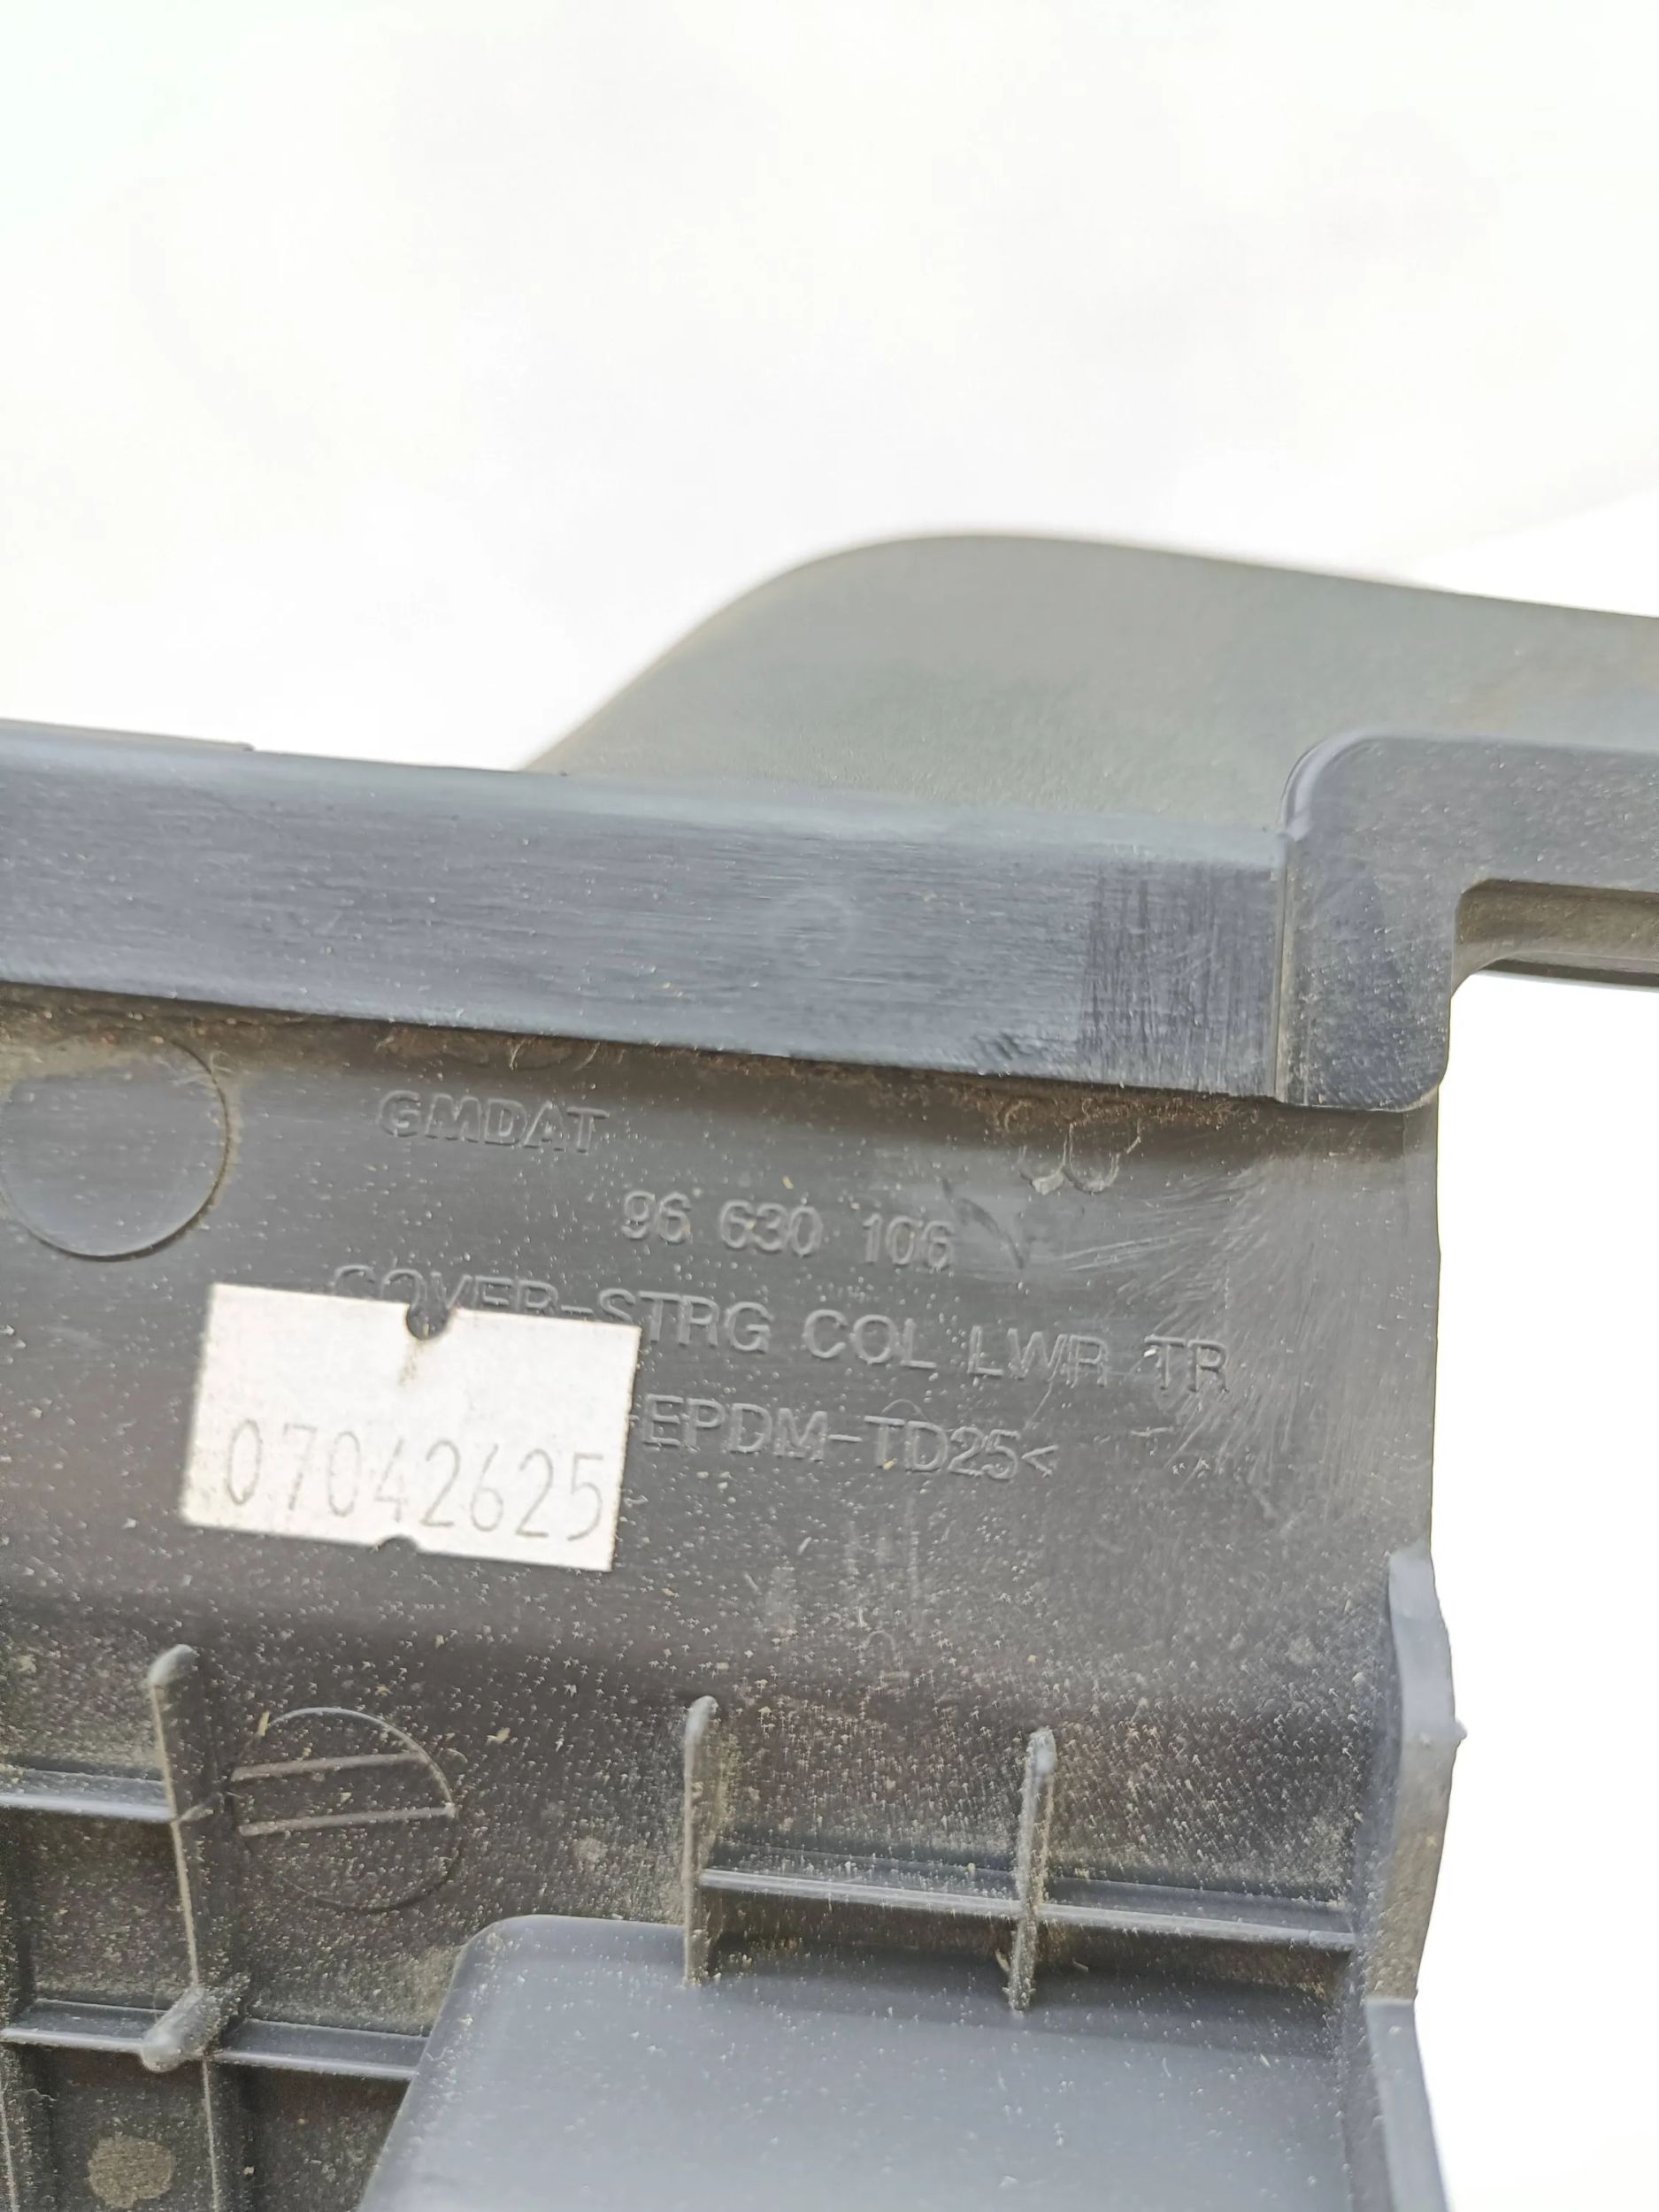 GMDAT
96 630 106
COVER-STRG COL LWR TR
EPDM-TD25<
07042625